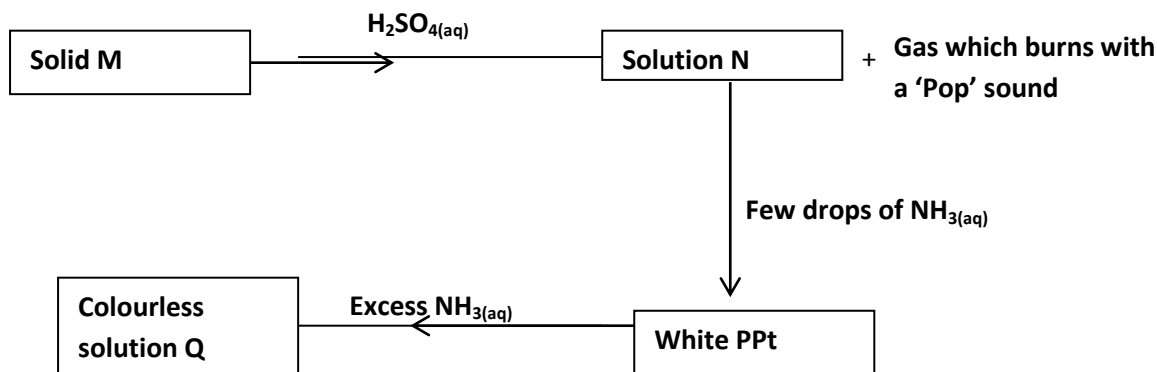 H₂SO₄(aq)
Solid M
Solution N
+
Gas which burns with
a ‘Pop’ sound
Few drops of NH₃(aq)
Colourless
solution Q
Excess NH₃(aq)
White PPt